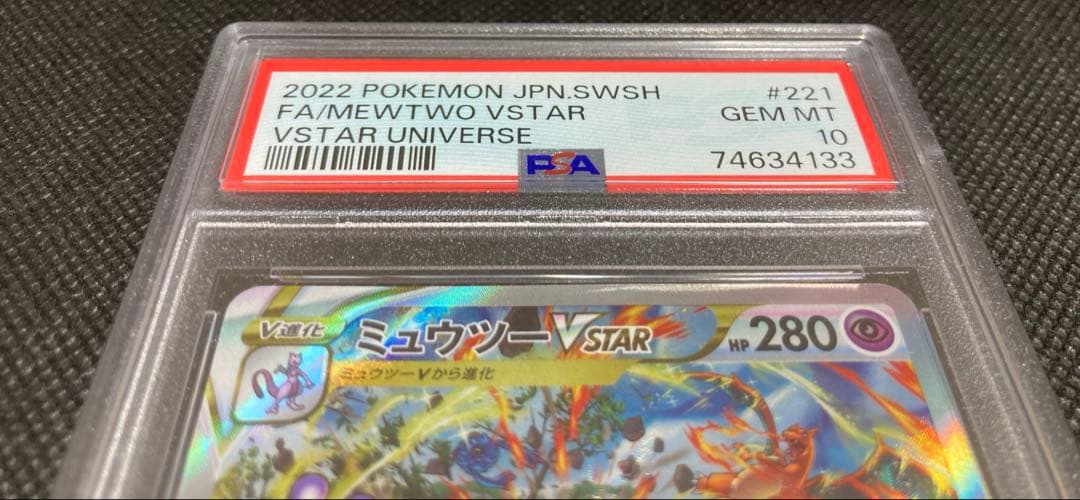 2022 POKEMON JPN.SWSH #221
FA/MEWTWO VSTAR GEM MT
VSTAR UNIVERSE 10
PSA 74634133
V進化 ミュウツーVSTAR HP 280
ミュウツーVから進化